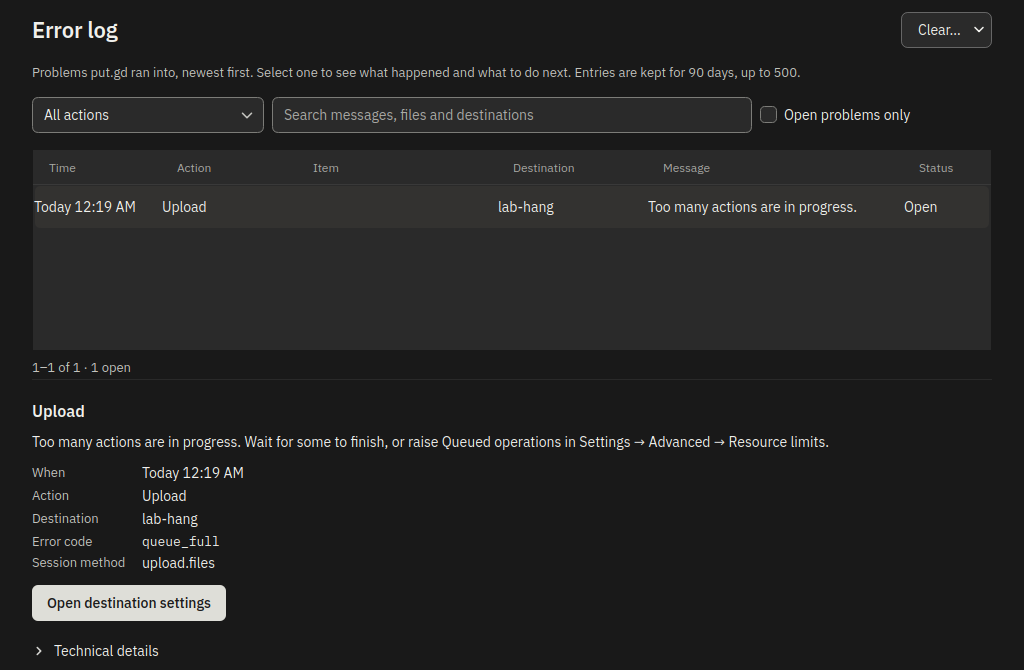 Error log
Clear...
Problems put.gd ran into, newest first. Select one to see what happened and what to do next. Entries are kept for 90 days, up to 500.
All actions
Search messages, files and destinations
Open problems only
Time Action Item Destination Message Status
Today 12:19 AM Upload lab-hang Too many actions are in progress. Open
1–1 of 1 · 1 open
Upload
Too many actions are in progress. Wait for some to finish, or raise Queued operations in Settings → Advanced → Resource limits.
When Today 12:19 AM
Action Upload
Destination lab-hang
Error code queue_full
Session method upload.files
Open destination settings
Technical details